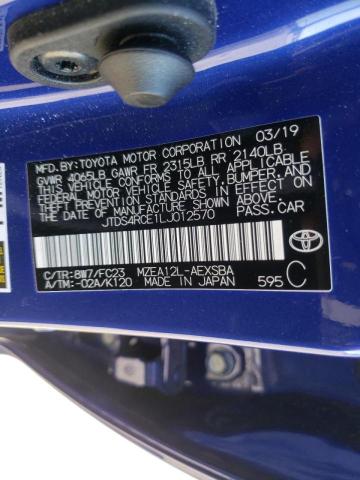 MFD.BY:TOYOTA MOTOR CORPORATION 03/19
GVWR 4065LB GAWR FR 2315LB RR 2140LB
THIS VEHICLE CONFORMS TO ALL APPLICABLE
FEDERAL MOTOR VEHICLE SAFETY, BUMPER, AND
THEFT PREVENTION STANDARDS IN EFFECT ON
THE DATE OF MANUFACTURE SHOWN ABOVE.
JTDS4RCE1LJ012570 PASS.CAR
C/TR:8W7/FC23 MZEA12L-AEXSBA
A/TM:-02A/K120 MADE IN JAPAN 595 C